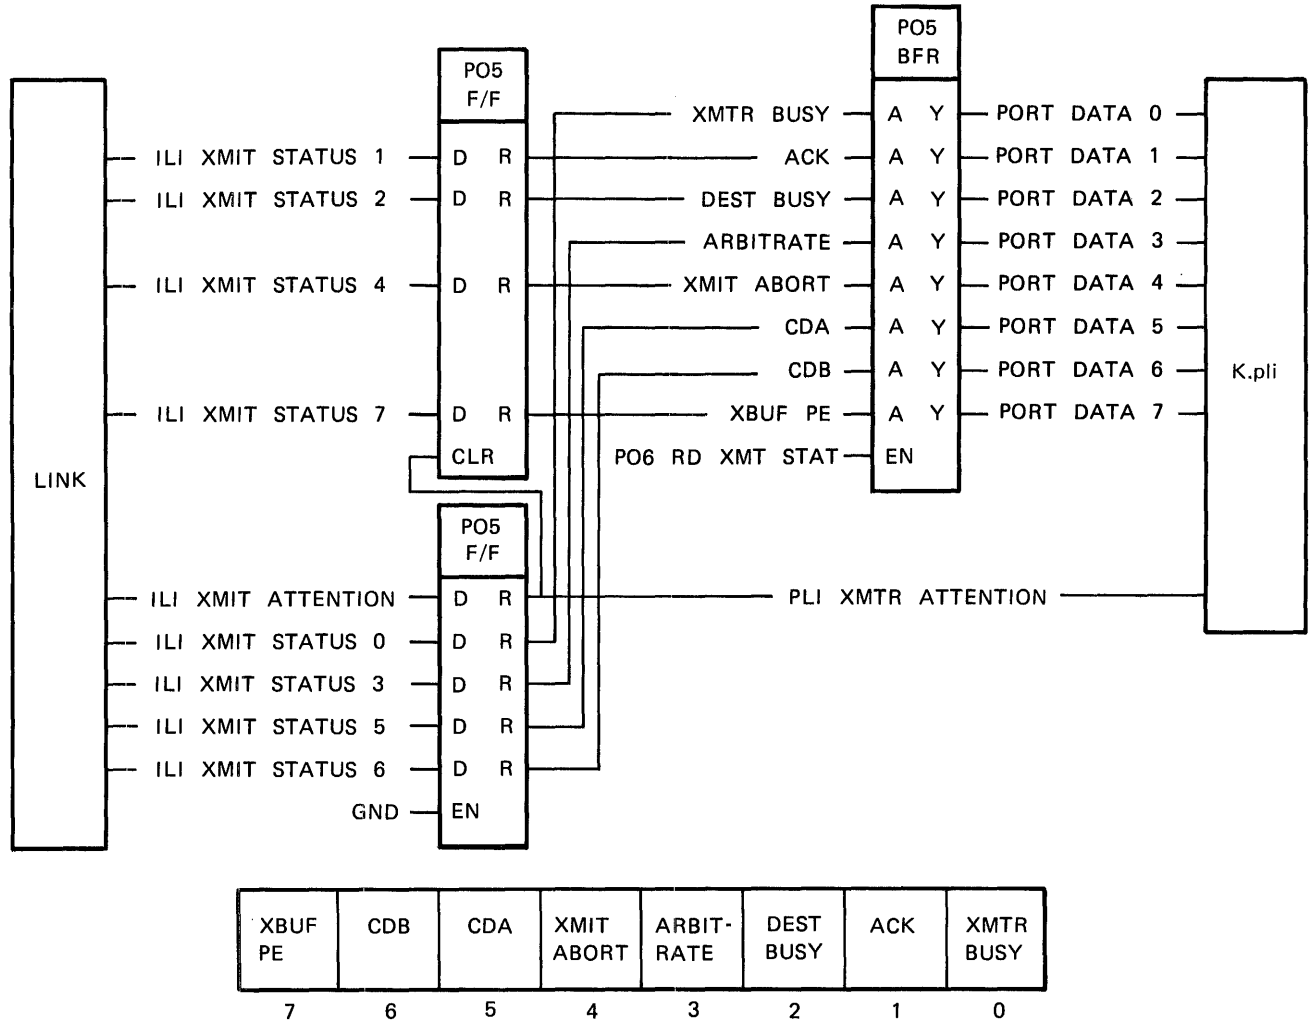 PO5
BFR
PO5
F/F
XMTR BUSY A Y PORT DATA 0
ILI XMIT STATUS 1 D R ACK A Y PORT DATA 1
ILI XMIT STATUS 2 D R DEST BUSY A Y PORT DATA 2
ARBITRATE A Y PORT DATA 3
ILI XMIT STATUS 4 D R XMIT ABORT A Y PORT DATA 4
CDA A Y PORT DATA 5
CDB A Y PORT DATA 6
K.pli
ILI XMIT STATUS 7 D R XBUF PE A Y PORT DATA 7
CLR PO6 RD XMT STAT EN
LINK
PO5
F/F
ILI XMIT ATTENTION D R PLI XMTR ATTENTION
ILI XMIT STATUS 0 D R
ILI XMIT STATUS 3 D R
ILI XMIT STATUS 5 D R
ILI XMIT STATUS 6 D R
GND EN
XBUF CDB CDA XMIT ARBIT- DEST ACK XMTR
PE ABORT RATE BUSY BUSY
7 6 5 4 3 2 1 0